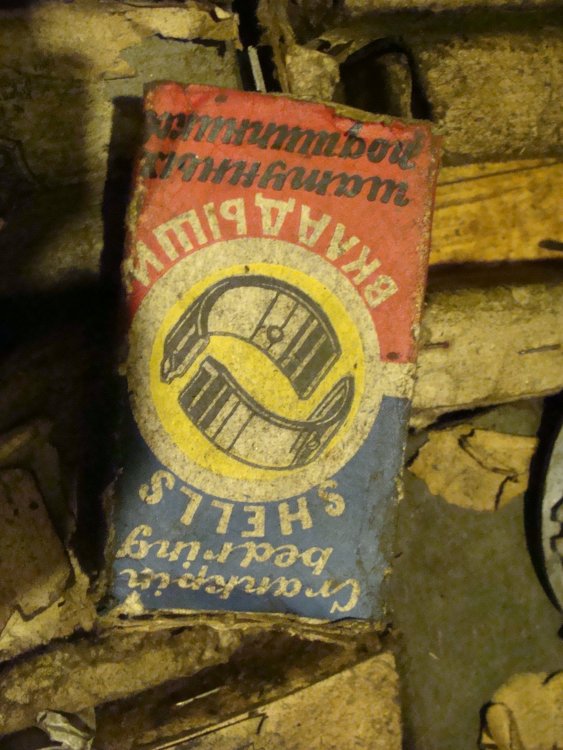 Crankpin
bearing
SHELLS
ВКЛАДЫШИ
шатунных
подшипников